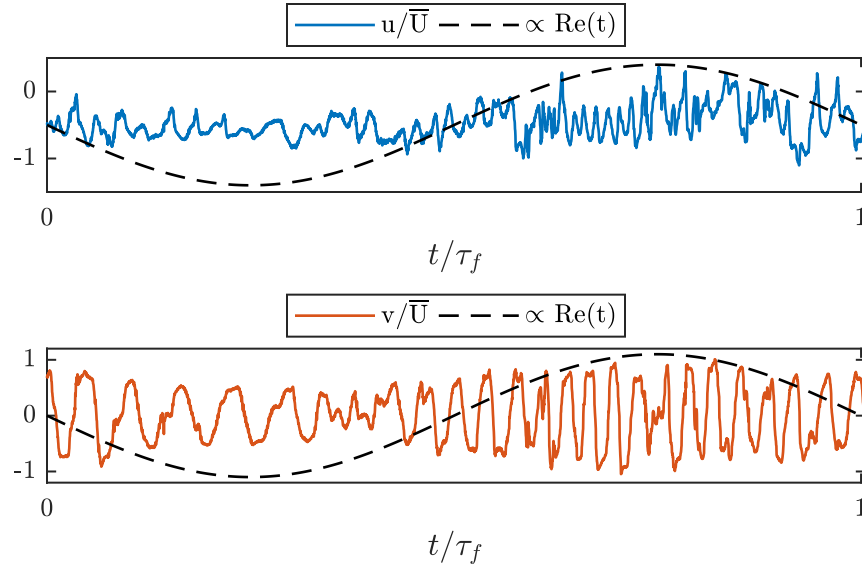 u/U̅ ∝ Re(t)
0
-1
0 1
t/τ_f
v/U̅ ∝ Re(t)
1
0
-1
0 1
t/τ_f